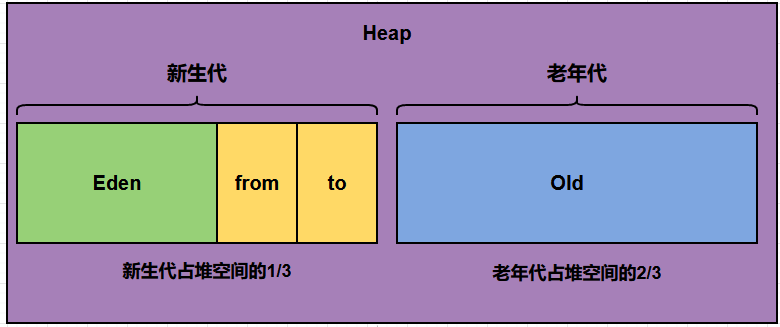 Heap
新生代
老年代
Eden
from
to
Old
新生代占堆空间的1/3
老年代占堆空间的2/3